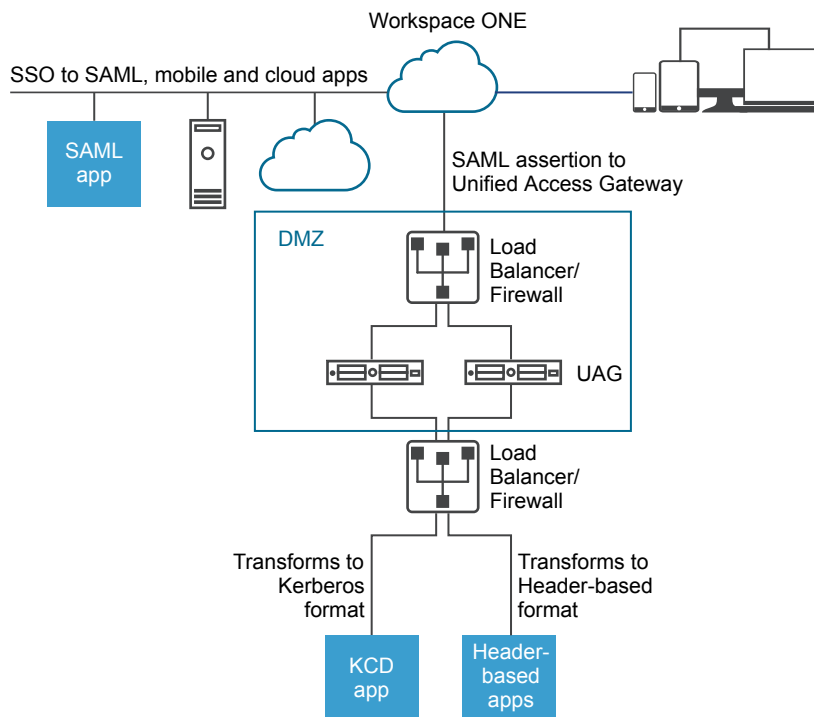 Workspace ONE
SSO to SAML, mobile and cloud apps
SAML
app
SAML assertion to
Unified Access Gateway
DMZ
Load
Balancer/
Firewall
UAG
Load
Balancer/
Firewall
Transforms to
Kerberos
format
Transforms to
Header-based
format
KCD
app
Header-
based
apps